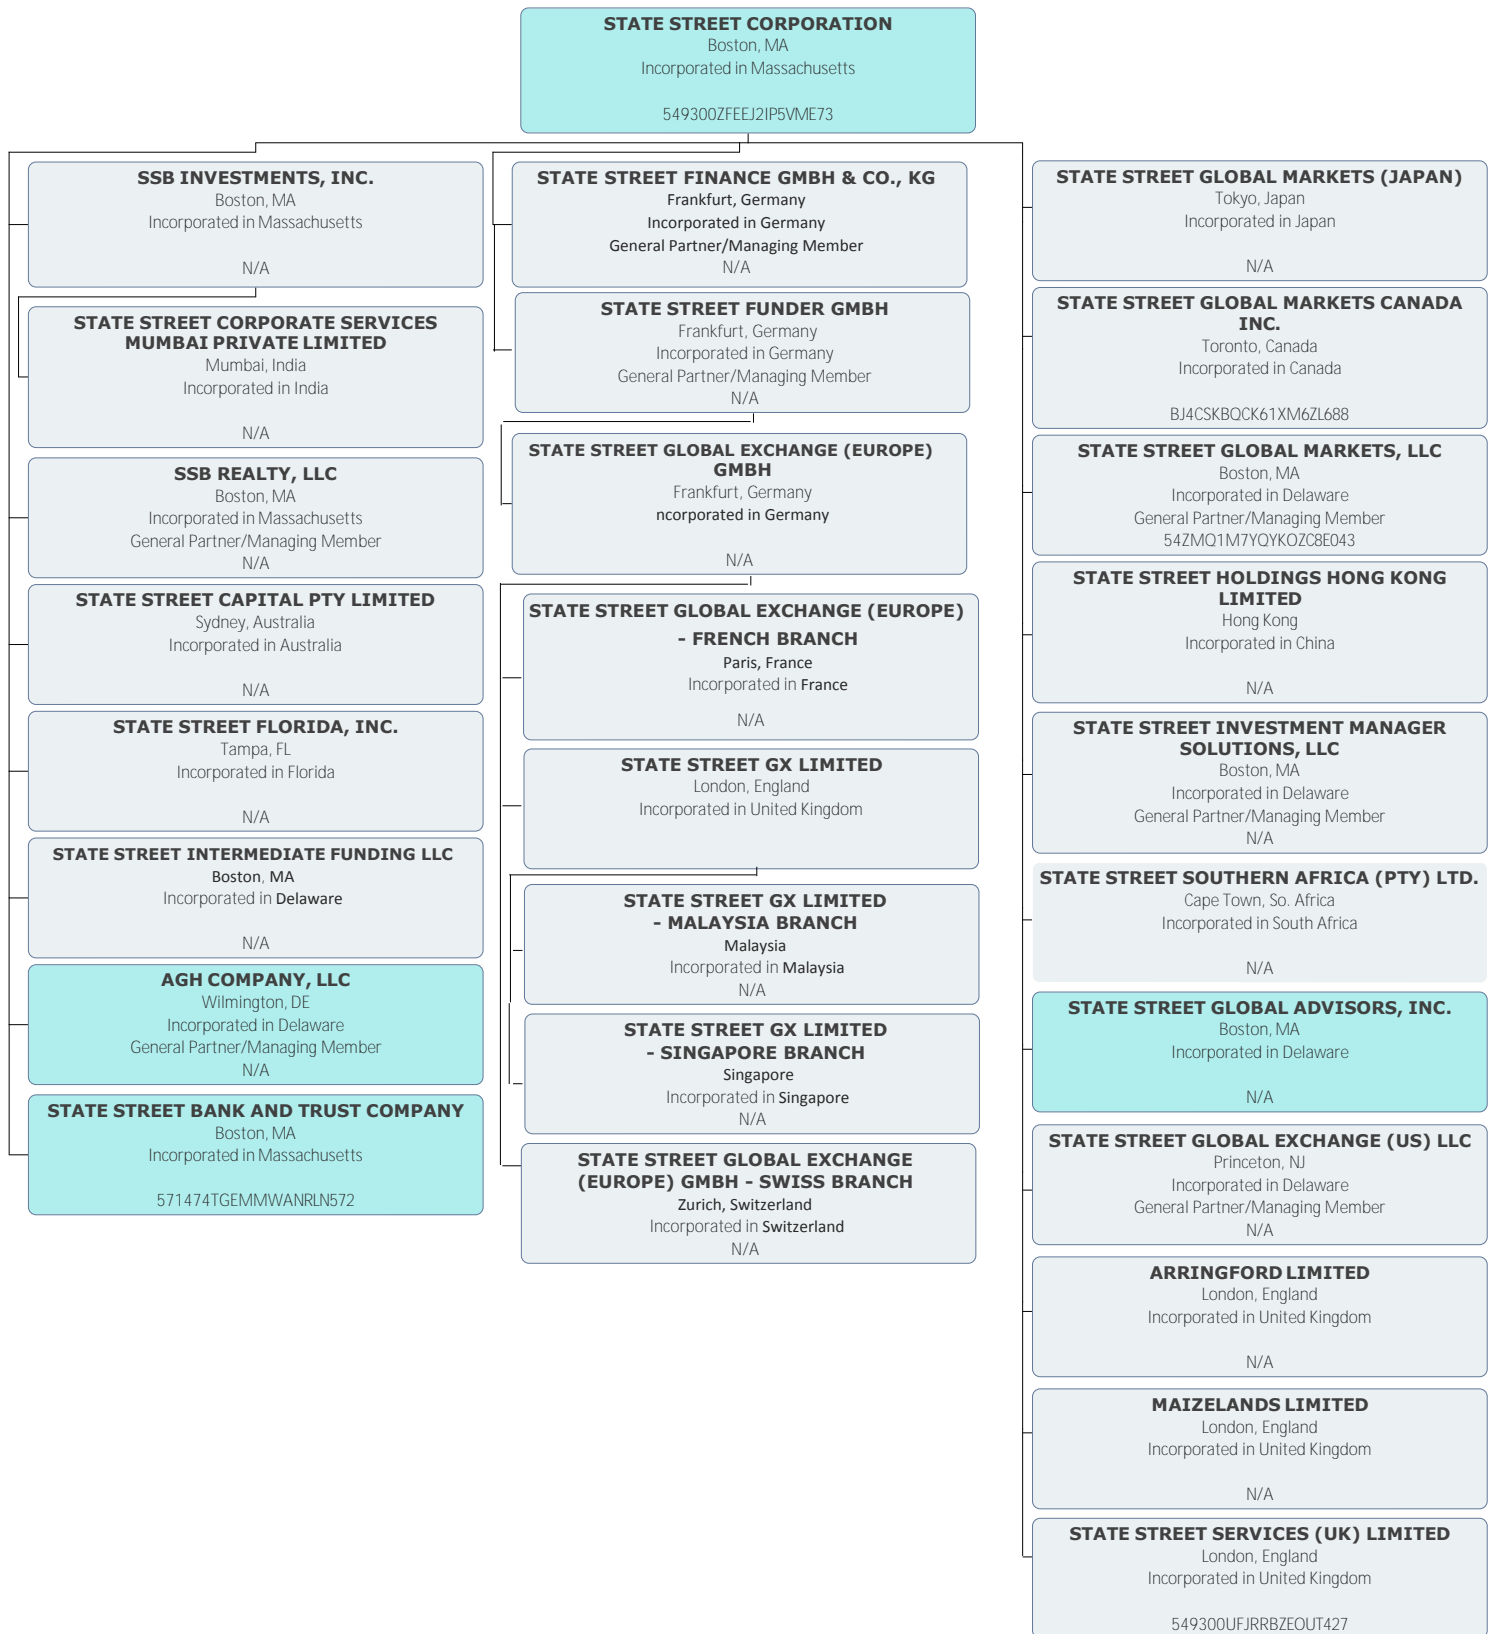 STATE STREET CORPORATION
Boston, MA
Incorporated in Massachusetts
549300ZFEEJ2IP5VME73
SSB INVESTMENTS, INC.
Boston, MA
Incorporated in Massachusetts
N/A
STATE STREET CORPORATE SERVICES
MUMBAI PRIVATE LIMITED
Mumbai, India
Incorporated in India
N/A
SSB REALTY, LLC
Boston, MA
Incorporated in Massachusetts
General Partner/Managing Member
N/A
STATE STREET CAPITAL PTY LIMITED
Sydney, Australia
Incorporated in Australia
N/A
STATE STREET FLORIDA, INC.
Tampa, FL
Incorporated in Florida
N/A
STATE STREET INTERMEDIATE FUNDING LLC
Boston, MA
Incorporated in Delaware
N/A
AGH COMPANY, LLC
Wilmington, DE
Incorporated in Delaware
General Partner/Managing Member
N/A
STATE STREET BANK AND TRUST COMPANY
Boston, MA
Incorporated in Massachusetts
571474TGEMMWANRLN572
STATE STREET FINANCE GMBH & CO., KG
Frankfurt, Germany
Incorporated in Germany
General Partner/Managing Member
N/A
STATE STREET FUNDER GMBH
Frankfurt, Germany
Incorporated in Germany
General Partner/Managing Member
N/A
STATE STREET GLOBAL EXCHANGE (EUROPE)
GMBH
Frankfurt, Germany
ncorporated in Germany
N/A
STATE STREET GLOBAL EXCHANGE (EUROPE)
- FRENCH BRANCH
Paris, France
Incorporated in France
N/A
STATE STREET GX LIMITED
London, England
Incorporated in United Kingdom
STATE STREET GX LIMITED
- MALAYSIA BRANCH
Malaysia
Incorporated in Malaysia
N/A
STATE STREET GX LIMITED
- SINGAPORE BRANCH
Singapore
Incorporated in Singapore
N/A
STATE STREET GLOBAL EXCHANGE
(EUROPE) GMBH - SWISS BRANCH
Zurich, Switzerland
Incorporated in Switzerland
N/A
STATE STREET GLOBAL MARKETS (JAPAN)
Tokyo, Japan
Incorporated in Japan
N/A
STATE STREET GLOBAL MARKETS CANADA
INC.
Toronto, Canada
Incorporated in Canada
BJ4CSKBQCK61XM6ZL688
STATE STREET GLOBAL MARKETS, LLC
Boston, MA
Incorporated in Delaware
General Partner/Managing Member
54ZMQ1M7YQYKOZC8E043
STATE STREET HOLDINGS HONG KONG
LIMITED
Hong Kong
Incorporated in China
N/A
STATE STREET INVESTMENT MANAGER
SOLUTIONS, LLC
Boston, MA
Incorporated in Delaware
General Partner/Managing Member
N/A
STATE STREET SOUTHERN AFRICA (PTY) LTD.
Cape Town, So. Africa
Incorporated in South Africa
N/A
STATE STREET GLOBAL ADVISORS, INC.
Boston, MA
Incorporated in Delaware
N/A
STATE STREET GLOBAL EXCHANGE (US) LLC
Princeton, NJ
Incorporated in Delaware
General Partner/Managing Member
N/A
ARRINGFORD LIMITED
London, England
Incorporated in United Kingdom
N/A
MAIZELANDS LIMITED
London, England
Incorporated in United Kingdom
N/A
STATE STREET SERVICES (UK) LIMITED
London, England
Incorporated in United Kingdom
549300UFJRRBZEOUT427